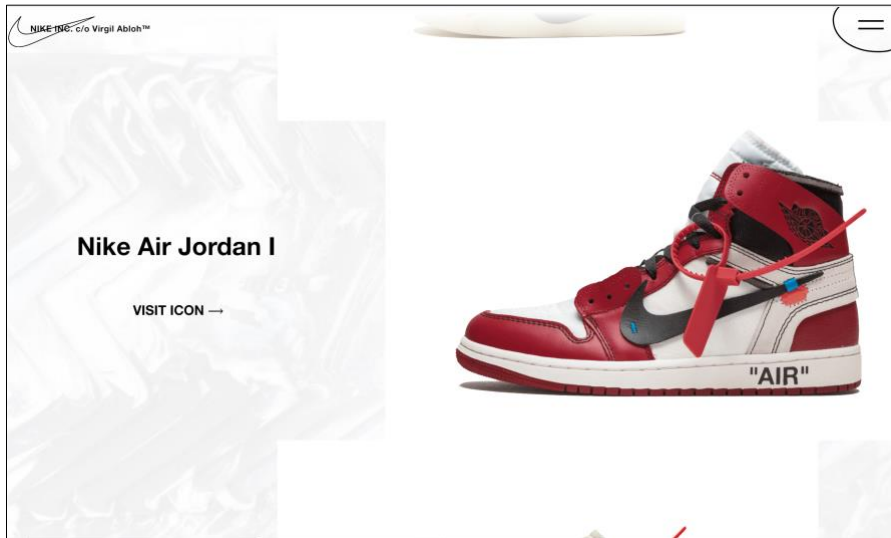 NIKE INC. c/o Virgil Abloh™
Nike Air Jordan I
VISIT ICON →
"AIR"